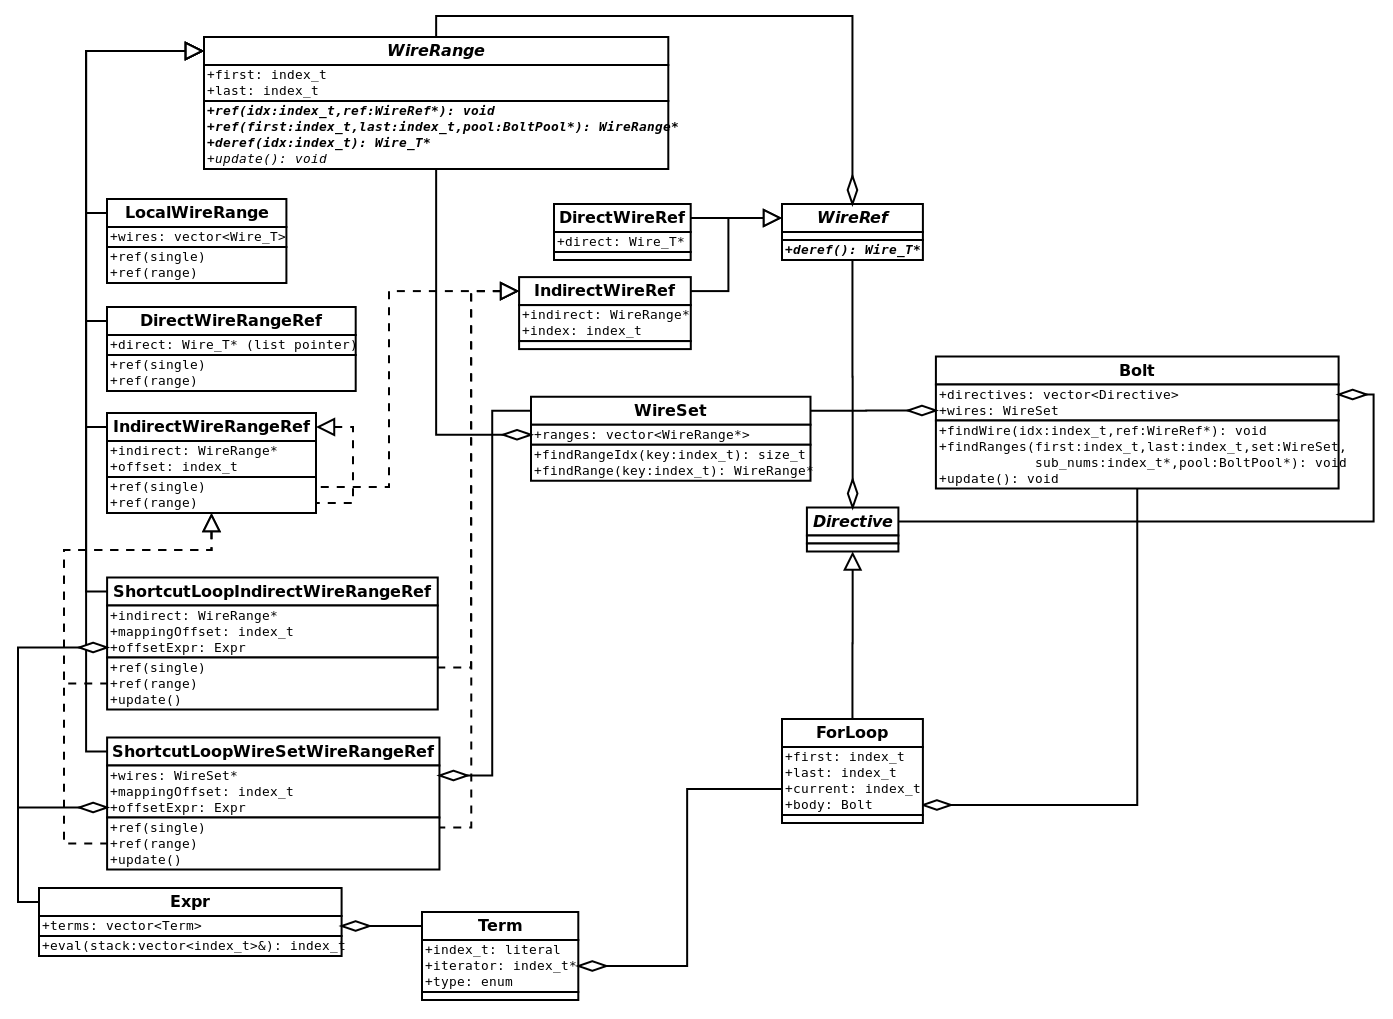 WireRange
+first: index_t
+last: index_t
+ref(idx:index_t,ref:WireRef*): void
+ref(first:index_t,last:index_t,pool:BoltPool*): WireRange*
+deref(idx:index_t): Wire_T*
+update(): void
LocalWireRange
+wires: vector<Wire_T>
+ref(single)
+ref(range)
DirectWireRef
+direct: Wire_T*
WireRef
+deref(): Wire_T*
IndirectWireRef
+indirect: WireRange*
+index: index_t
DirectWireRangeRef
+direct: Wire_T* (list pointer)
+ref(single)
+ref(range)
IndirectWireRangeRef
+indirect: WireRange*
+offset: index_t
+ref(single)
+ref(range)
WireSet
+ranges: vector<WireRange*>
+findRangeIdx(key:index_t): size_t
+findRange(key:index_t): WireRange*
Bolt
+directives: vector<Directive>
+wires: WireSet
+findWire(idx:index_t,ref:WireRef*): void
+findRanges(first:index_t,last:index_t,set:WireSet,
sub_nums:index_t*,pool:BoltPool*): void
+update(): void
Directive
ShortcutLoopIndirectWireRangeRef
+indirect: WireRange*
+mappingOffset: index_t
+offsetExpr: Expr
+ref(single)
+ref(range)
+update()
ShortcutLoopWireSetWireRangeRef
+wires: WireSet*
+mappingOffset: index_t
+offsetExpr: Expr
+ref(single)
+ref(range)
+update()
ForLoop
+first: index_t
+last: index_t
+current: index_t
+body: Bolt
Expr
+terms: vector<Term>
+eval(stack:vector<index_t>&): index_t
Term
+index_t: literal
+iterator: index_t*
+type: enum